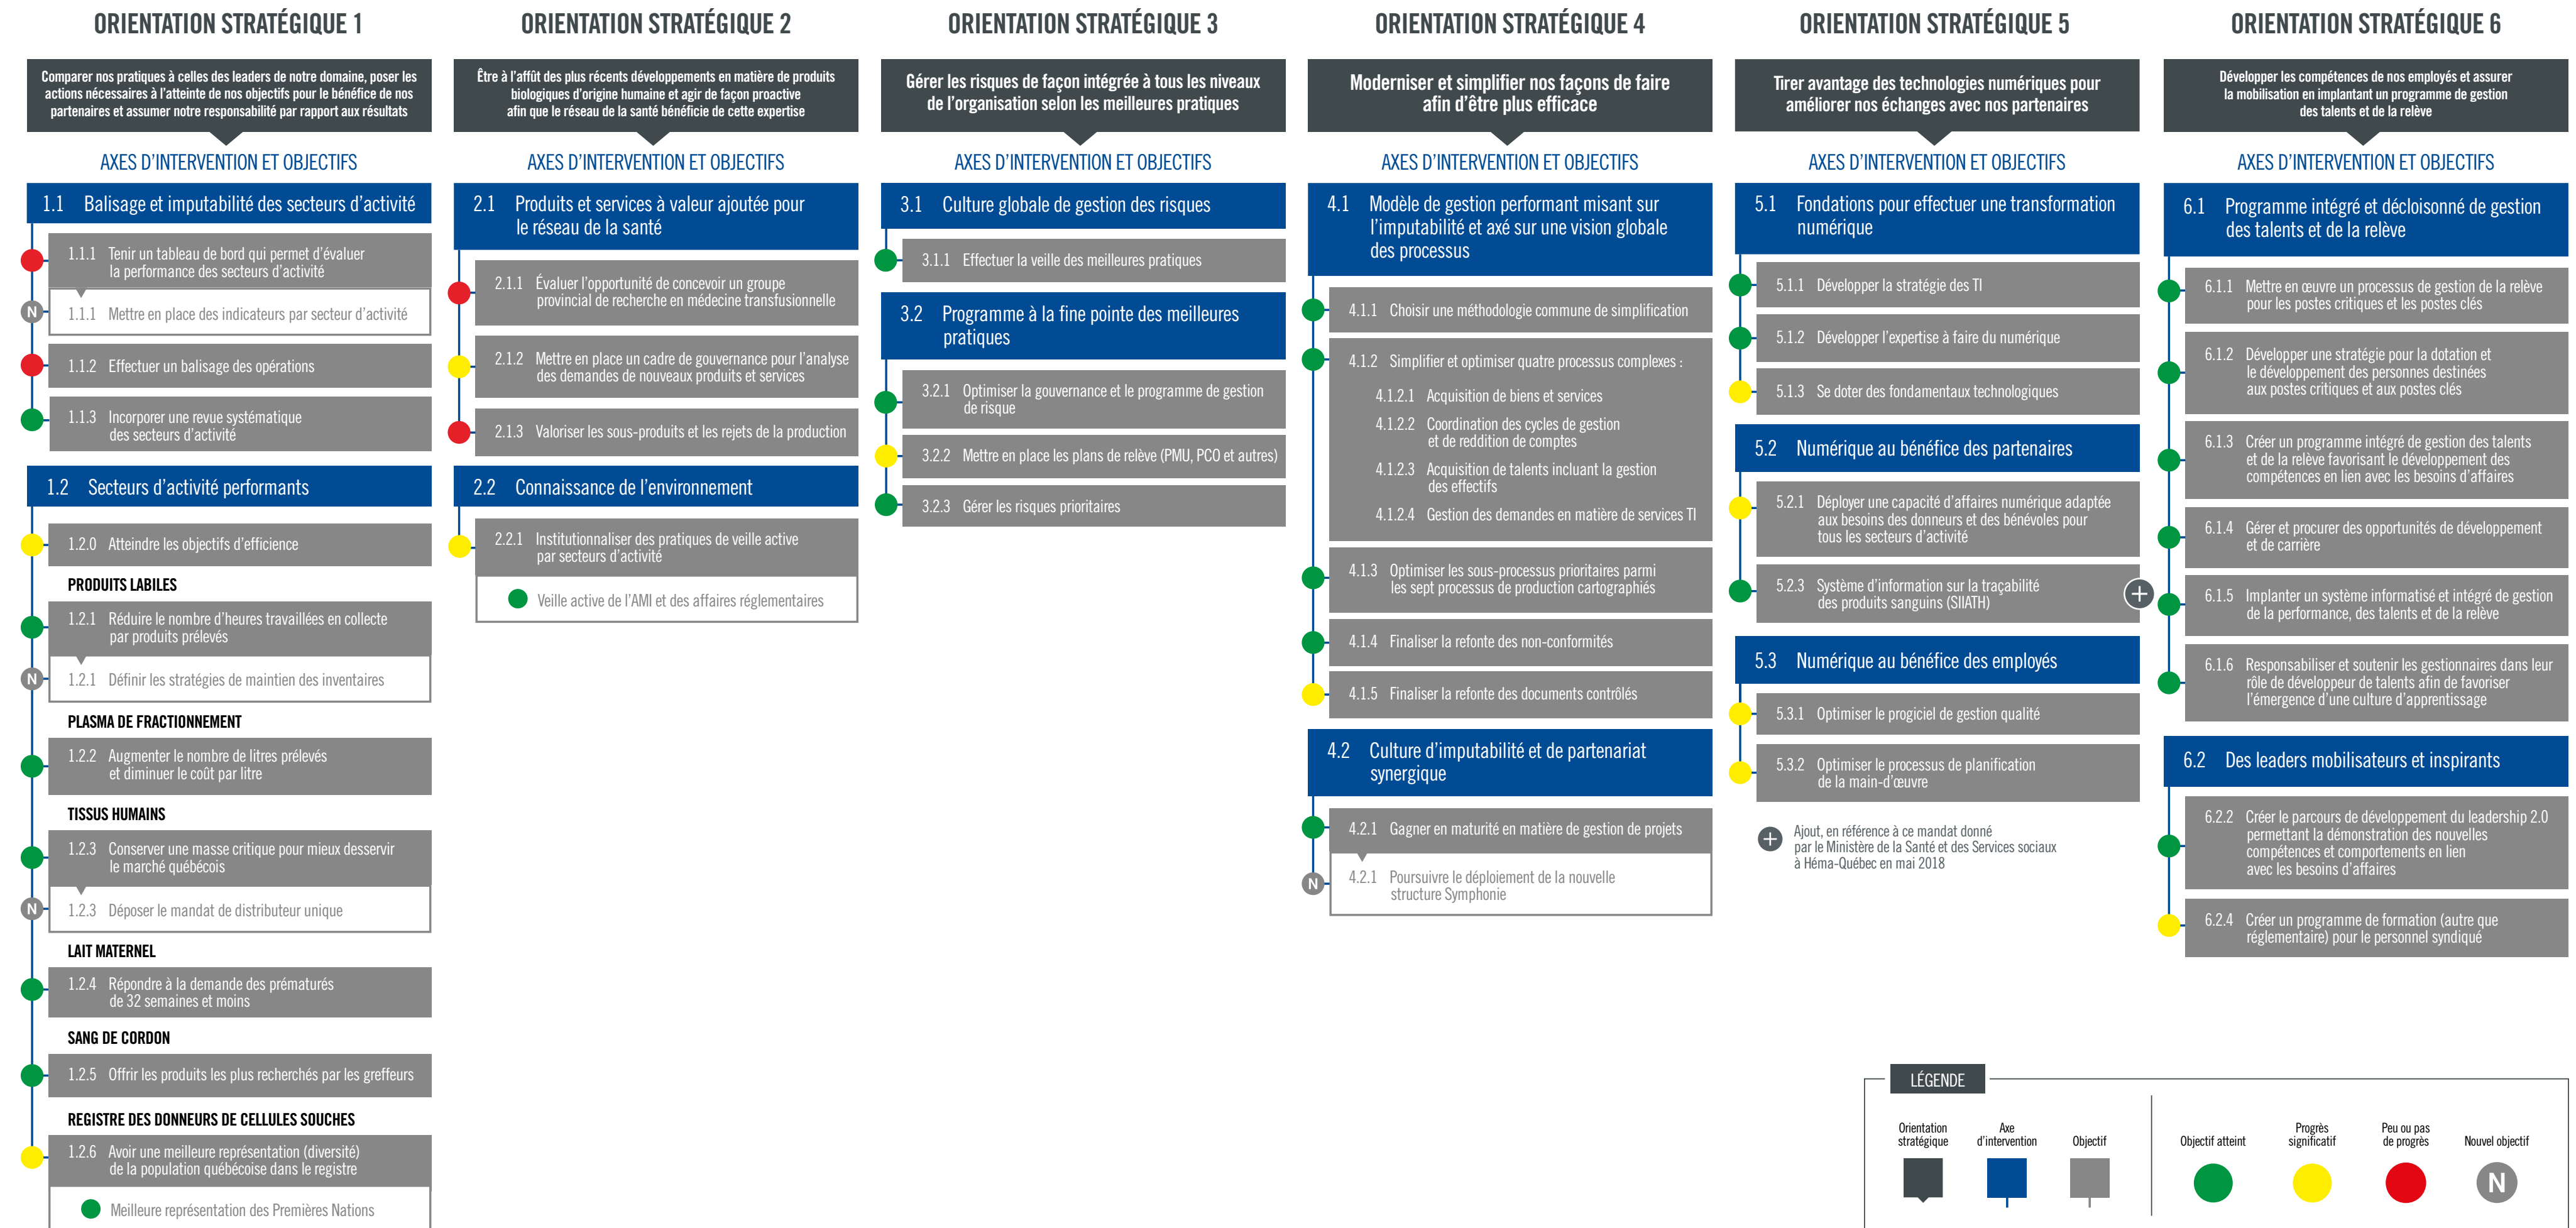 ORIENTATION STRATÉGIQUE 1
Comparer nos pratiques à celles des leaders de notre domaine, poser les
actions nécessaires à l'atteinte de nos objectifs pour le bénéfice de nos
partenaires et assumer notre responsabilité par rapport aux résultats
AXES D'INTERVENTION ET OBJECTIFS
1.1 Balisage et imputabilité des secteurs d'activité
1.1.1 Tenir un tableau de bord qui permet d'évaluer
la performance des secteurs d'activité
N
1.1.1 Mettre en place des indicateurs par secteur d'activité
1.1.2 Effectuer un balisage des opérations
1.1.3 Incorporer une revue systématique
des secteurs d'activité
1.2 Secteurs d'activité performants
1.2.0 Atteindre les objectifs d'efficience
PRODUITS LABILES
1.2.1 Réduire le nombre d'heures travaillées en collecte
par produits prélevés
N
1.2.1 Définir les stratégies de maintien des inventaires
PLASMA DE FRACTIONNEMENT
1.2.2 Augmenter le nombre de litres prélevés
et diminuer le coût par litre
TISSUS HUMAINS
1.2.3 Conserver une masse critique pour mieux desservir
le marché québécois
N
1.2.3 Déposer le mandat de distributeur unique
LAIT MATERNEL
1.2.4 Répondre à la demande des prématurés
de 32 semaines et moins
SANG DE CORDON
1.2.5 Offrir les produits les plus recherchés par les greffeurs
REGISTRE DES DONNEURS DE CELLULES SOUCHES
1.2.6 Avoir une meilleure représentation (diversité)
de la population québécoise dans le registre
Meilleure représentation des Premières Nations
ORIENTATION STRATÉGIQUE 2
Être à l'affût des plus récents développements en matière de produits
biologiques d'origine humaine et agir de façon proactive
afin que le réseau de la santé bénéficie de cette expertise
AXES D'INTERVENTION ET OBJECTIFS
2.1 Produits et services à valeur ajoutée pour
le réseau de la santé
2.1.1 Évaluer l'opportunité de concevoir un groupe
provincial de recherche en médecine transfusionnelle
2.1.2 Mettre en place un cadre de gouvernance pour l'analyse
des demandes de nouveaux produits et services
2.1.3 Valoriser les sous-produits et les rejets de la production
2.2 Connaissance de l'environnement
2.2.1 Institutionnaliser des pratiques de veille active
par secteurs d'activité
Veille active de l'AMI et des affaires réglementaires
ORIENTATION STRATÉGIQUE 3
Gérer les risques de façon intégrée à tous les niveaux
de l'organisation selon les meilleures pratiques
AXES D'INTERVENTION ET OBJECTIFS
3.1 Culture globale de gestion des risques
3.1.1 Effectuer la veille des meilleures pratiques
3.2 Programme à la fine pointe des meilleures
pratiques
3.2.1 Optimiser la gouvernance et le programme de gestion
de risque
3.2.2 Mettre en place les plans de relève (PMU, PCO et autres)
3.2.3 Gérer les risques prioritaires
ORIENTATION STRATÉGIQUE 4
Moderniser et simplifier nos façons de faire
afin d'être plus efficace
AXES D'INTERVENTION ET OBJECTIFS
4.1 Modèle de gestion performant misant sur
l'imputabilité et axé sur une vision globale
des processus
4.1.1 Choisir une méthodologie commune de simplification
4.1.2 Simplifier et optimiser quatre processus complexes :
4.1.2.1 Acquisition de biens et services
4.1.2.2 Coordination des cycles de gestion
et de reddition de comptes
4.1.2.3 Acquisition de talents incluant la gestion
des effectifs
4.1.2.4 Gestion des demandes en matière de services TI
4.1.3 Optimiser les sous-processus prioritaires parmi
les sept processus de production cartographiés
4.1.4 Finaliser la refonte des non-conformités
4.1.5 Finaliser la refonte des documents contrôlés
4.2 Culture d'imputabilité et de partenariat
synergique
4.2.1 Gagner en maturité en matière de gestion de projets
N
4.2.1 Poursuivre le déploiement de la nouvelle
structure Symphonie
ORIENTATION STRATÉGIQUE 5
Tirer avantage des technologies numériques pour
améliorer nos échanges avec nos partenaires
AXES D'INTERVENTION ET OBJECTIFS
5.1 Fondations pour effectuer une transformation
numérique
5.1.1 Développer la stratégie des TI
5.1.2 Développer l'expertise à faire du numérique
5.1.3 Se doter des fondamentaux technologiques
5.2 Numérique au bénéfice des partenaires
5.2.1 Déployer une capacité d'affaires numérique adaptée
aux besoins des donneurs et des bénévoles pour
tous les secteurs d'activité
5.2.3 Système d'information sur la traçabilité
des produits sanguins (SIIATH)
+
5.3 Numérique au bénéfice des employés
5.3.1 Optimiser le progiciel de gestion qualité
5.3.2 Optimiser le processus de planification
de la main-d'œuvre
+ Ajout, en référence à ce mandat donné
par le Ministère de la Santé et des Services sociaux
à Héma-Québec en mai 2018
ORIENTATION STRATÉGIQUE 6
Développer les compétences de nos employés et assurer
la mobilisation en implantant un programme de gestion
des talents et de la relève
AXES D'INTERVENTION ET OBJECTIFS
6.1 Programme intégré et décloisonné de gestion
des talents et de la relève
6.1.1 Mettre en œuvre un processus de gestion de la relève
pour les postes critiques et les postes clés
6.1.2 Développer une stratégie pour la dotation et
le développement des personnes destinées
aux postes critiques et aux postes clés
6.1.3 Créer un programme intégré de gestion des talents
et de la relève favorisant le développement des
compétences en lien avec les besoins d'affaires
6.1.4 Gérer et procurer des opportunités de développement
et de carrière
6.1.5 Implanter un système informatisé et intégré de gestion
de la performance, des talents et de la relève
6.1.6 Responsabiliser et soutenir les gestionnaires dans leur
rôle de développeur de talents afin de favoriser
l'émergence d'une culture d'apprentissage
6.2 Des leaders mobilisateurs et inspirants
6.2.2 Créer le parcours de développement du leadership 2.0
permettant la démonstration des nouvelles
compétences et comportements en lien
avec les besoins d'affaires
6.2.4 Créer un programme de formation (autre que
réglementaire) pour le personnel syndiqué
LÉGENDE
Orientation
stratégique
Axe
d'intervention
Objectif
Objectif atteint
Progrès
significatif
Peu ou pas
de progrès
Nouvel objectif
N